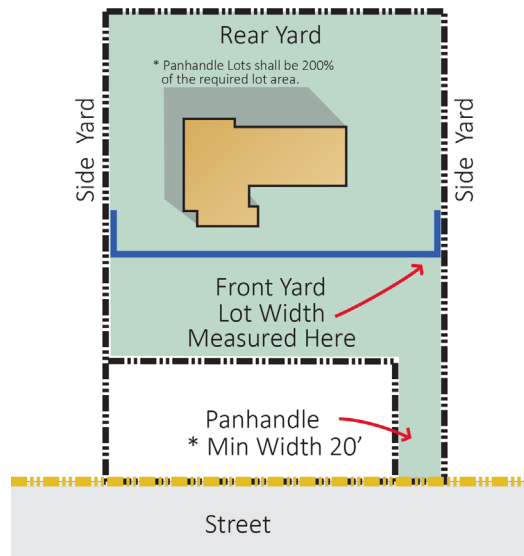 Rear Yard
* Panhandle Lots shall be 200%
of the required lot area.
Side Yard
Side Yard
Front Yard
Lot Width
Measured Here
Panhandle
* Min Width 20’
Street